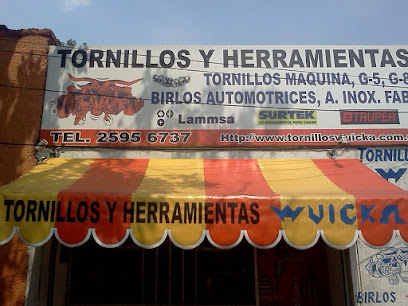 TORNILLOS Y HERRAMIENTAS
TORNILLOS MAQUINA, G-5, G-8
BIRLOS AUTOMOTRICES, A. INOX. FAB
Lammsa SURTEK TRUPER
TEL. 2595 6737 Http://www.tornillosywuicka.com.
TORNILLOS Y HERRAMIENTAS WUICKA
TORNILLOS
BIRLOS